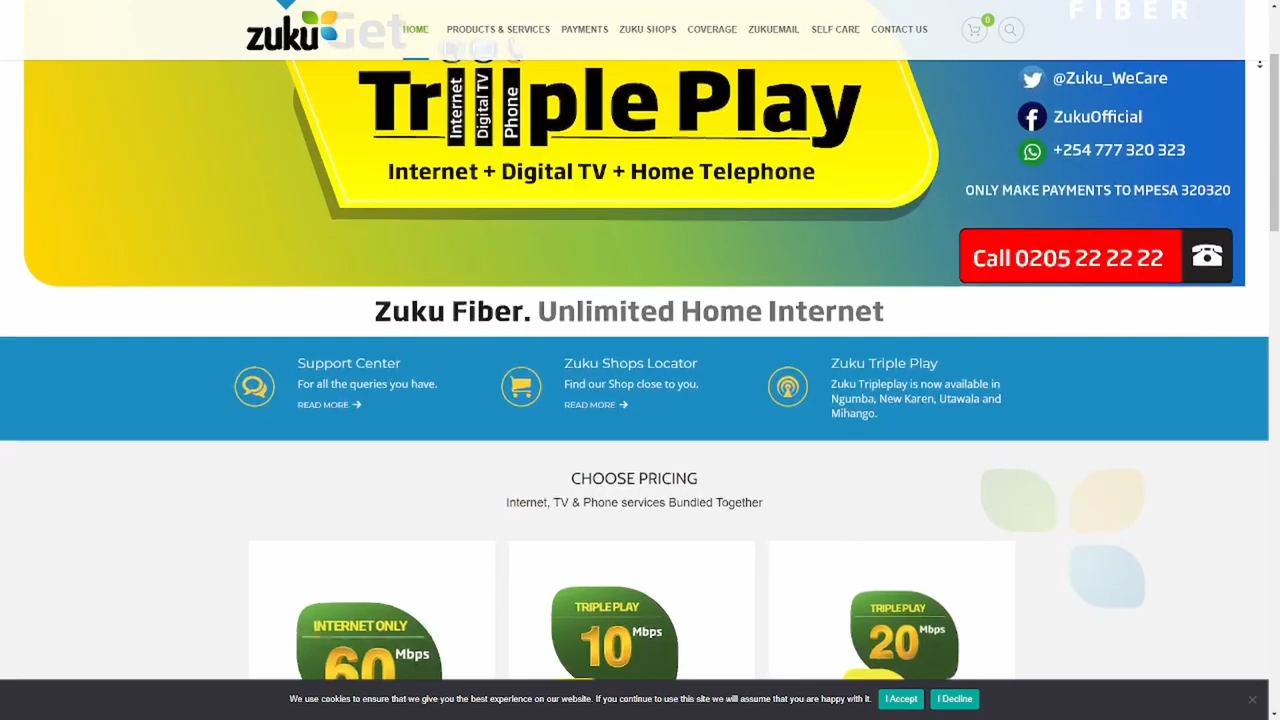 zuku
Get
HOME
PRODUCTS & SERVICES
PAYMENTS
ZUKU SHOPS
COVERAGE
ZUKUEMAIL
SELF CARE
CONTACT US
0
FIBER
Triiiple Play
Internet
Digital TV
Phone
Internet + Digital TV + Home Telephone
@Zuku_WeCare
ZukuOfficial
+254 777 320 323
ONLY MAKE PAYMENTS TO MPESA 320320
Call 0205 22 22 22
Zuku Fiber. Unlimited Home Internet
Support Center
For all the queries you have.
READ MORE →
Zuku Shops Locator
Find our Shop close to you.
READ MORE →
Zuku Triple Play
Zuku Tripleplay is now available in
Ngumba, New Karen, Utawala and
Mihango.
CHOOSE PRICING
Internet, TV & Phone services Bundled Together
INTERNET ONLY
60 Mbps
TRIPLE PLAY
10 Mbps
TRIPLE PLAY
20 Mbps
We use cookies to ensure that we give you the best experience on our website. If you continue to use this site we will assume that you are happy with it.
I Accept
I Decline